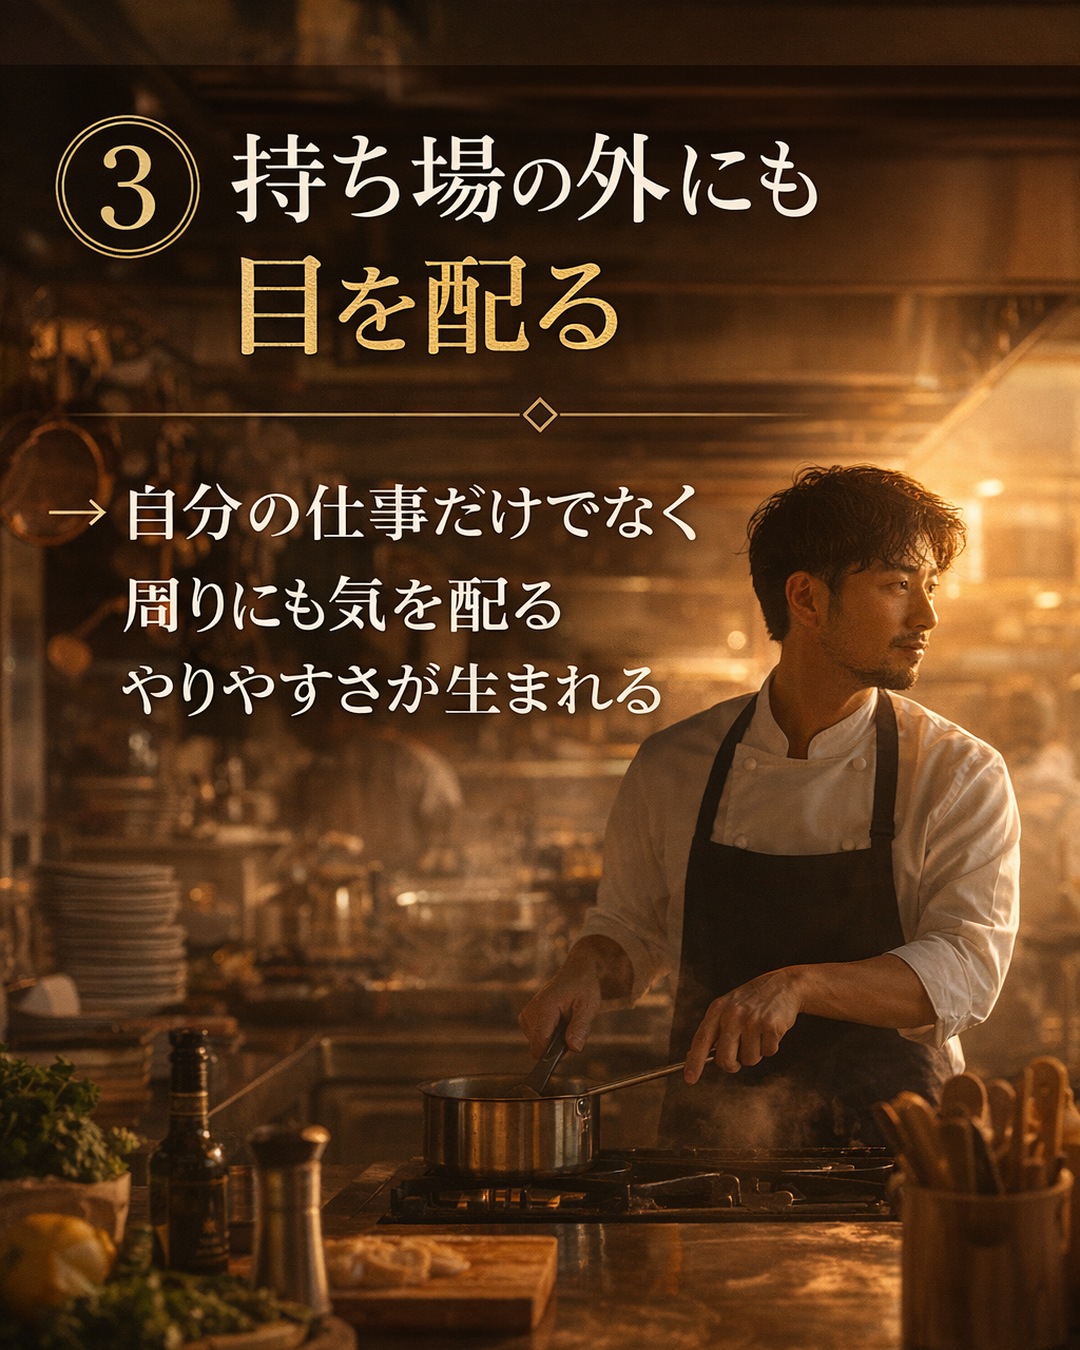 3 持ち場の外にも
目を配る
→ 自分の仕事だけでなく
周りにも気を配る
やりやすさが生まれる